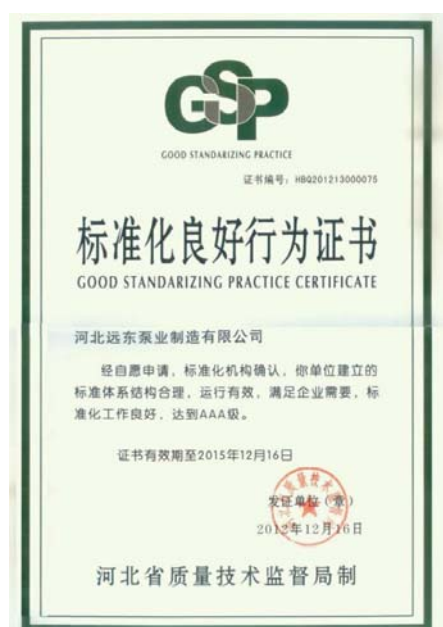 GSP
GOOD STANDARIZING PRACTICE
证书编号：HBQ201213000075
标准化良好行为证书
GOOD STANDARIZING PRACTICE CERTIFICATE
河北远东泵业制造有限公司
经自愿申请，标准化机构确认，你单位建立的
标准体系结构合理，运行有效，满足企业需要，标
准化工作良好，达到AAA级。
证书有效期至2015年12月16日
发证单位（章）
2012年12月16日
河北省质量技术监督局制